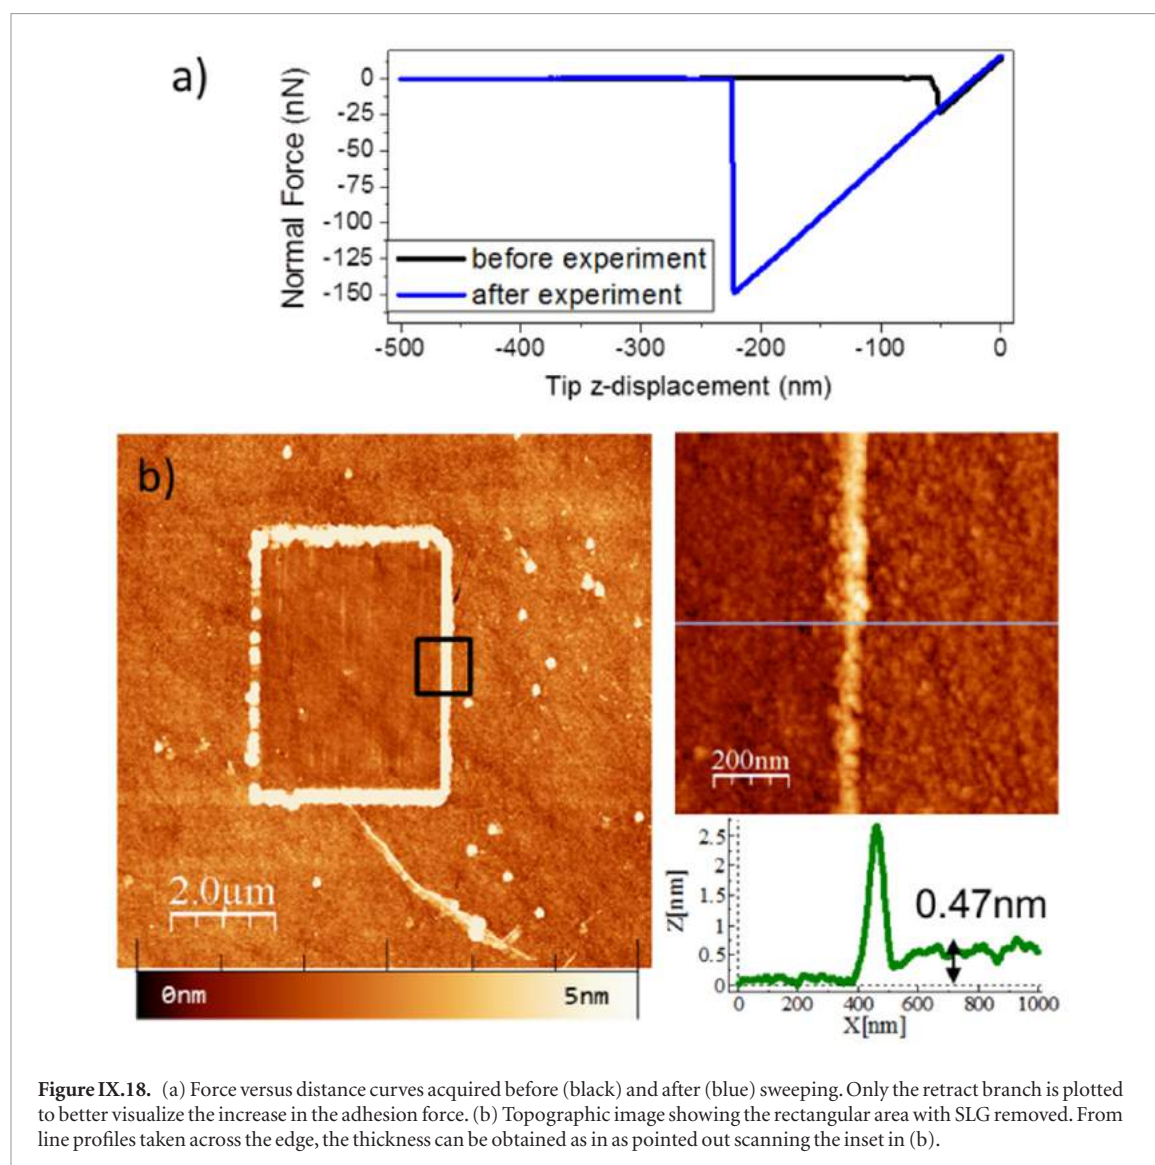 a)
Normal Force (nN)
0
-25
-50
-75
-100
-125
-150
before experiment
after experiment
-500 -400 -300 -200 -100 0
Tip z-displacement (nm)
b)
2.0µm
0nm 5nm
200nm
Z[nm]
2.5
2
1.5
1
0.5
0
0.47nm
0 200 400 600 800 1000
X[nm]
Figure IX.18. (a) Force versus distance curves acquired before (black) and after (blue) sweeping. Only the retract branch is plotted
to better visualize the increase in the adhesion force. (b) Topographic image showing the rectangular area with SLG removed. From
line profiles taken across the edge, the thickness can be obtained as in as pointed out scanning the inset in (b).